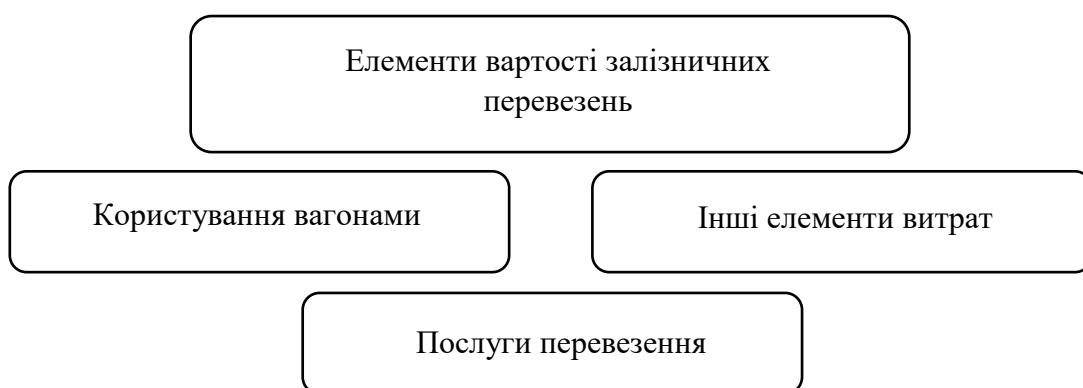 Елементи вартості залізничних
перевезень
Користування вагонами
Інші елементи витрат
Послуги перевезення